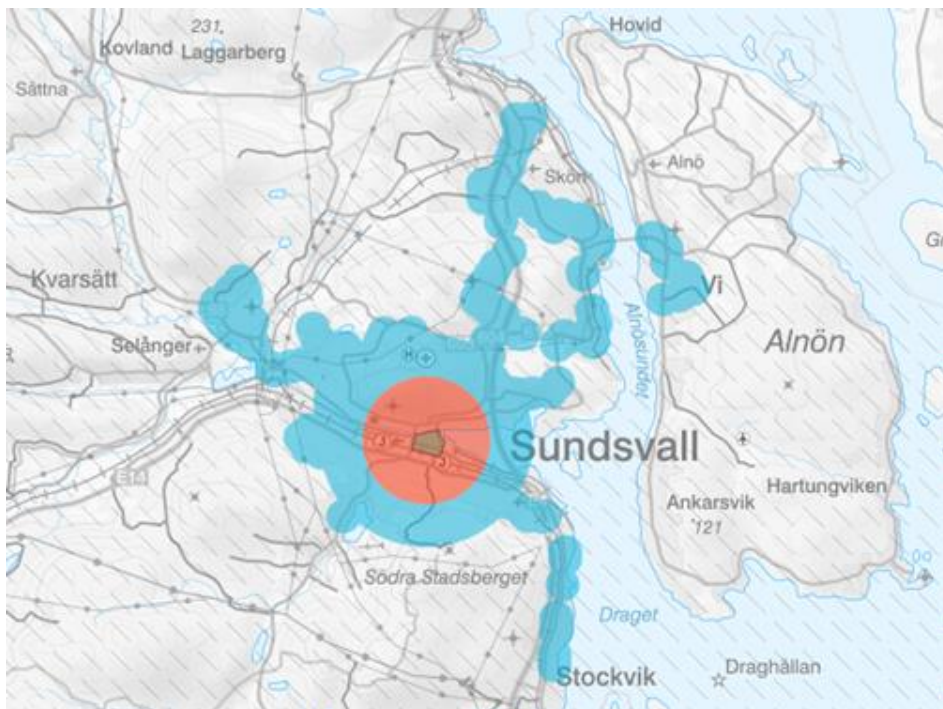 Hovid
231
Kovland
Laggarberg
Sättna
Alnö
Skön
Kvarsätt
Vi
Alnösundet
Alnön
Selånger
H
Sundsvall
E14
Hartungviken
Ankarsvik
121
Södra Stadsberget
Draget
Draghällan
Stockvik